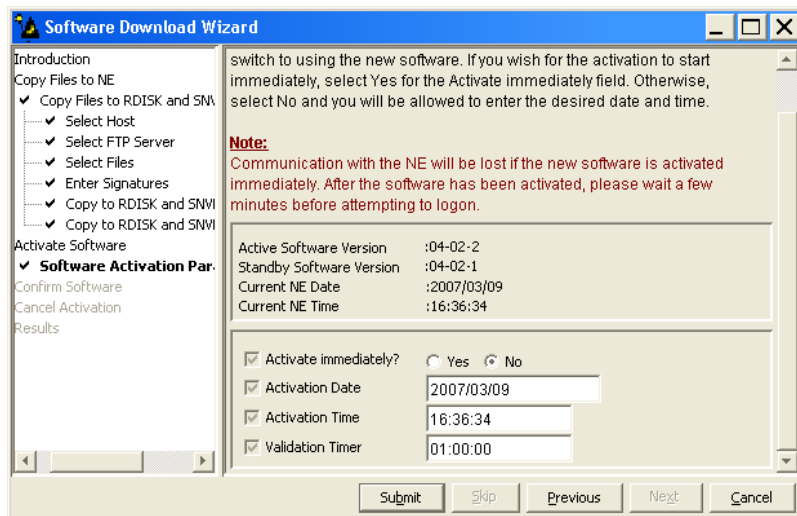 Software Download Wizard
Introduction
Copy Files to NE
Copy Files to RDISK and SNV
Select Host
Select FTP Server
Select Files
Enter Signatures
Copy to RDISK and SNV
Copy to RDISK and SNV
Activate Software
Software Activation Par
Confirm Software
Cancel Activation
Results
switch to using the new software. If you wish for the activation to start
immediately, select Yes for the Activate immediately field. Otherwise,
select No and you will be allowed to enter the desired date and time.
Note:
Communication with the NE will be lost if the new software is activated
immediately. After the software has been activated, please wait a few
minutes before attempting to logon.
Active Software Version :04-02-2
Standby Software Version :04-02-1
Current NE Date :2007/03/09
Current NE Time :16:36:34
Activate immediately? Yes No
Activation Date 2007/03/09
Activation Time 16:36:34
Validation Timer 01:00:00
Submit Skip Previous Next Cancel